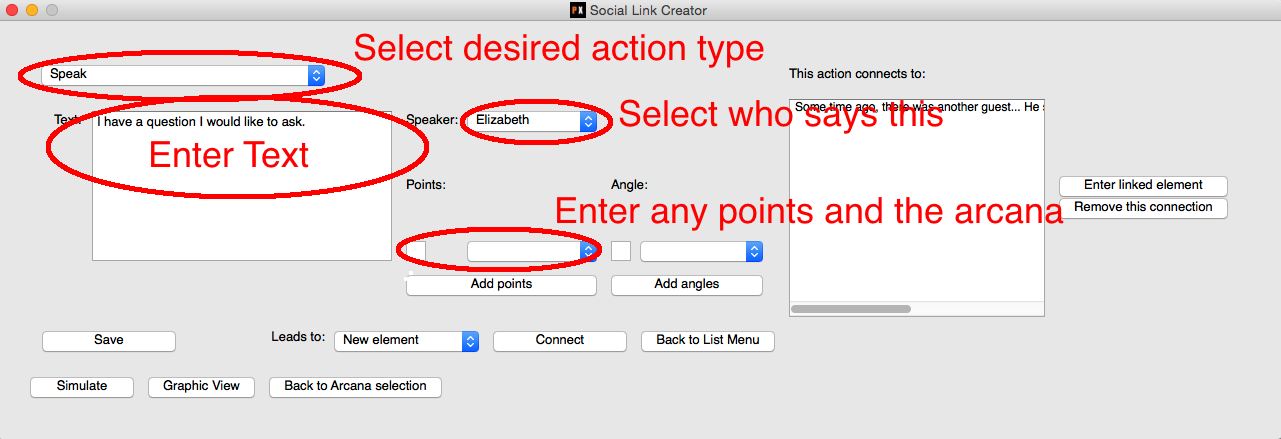 PX Social Link Creator
Select desired action type
Speak
This action connects to:
Some time ago, there was another guest... He
Text:
I have a question I would like to ask.
Speaker:
Elizabeth
Select who says this
Enter Text
Points:
Angle:
Enter linked element
Enter any points and the arcana
Remove this connection
Add points
Add angles
Save
Leads to:
New element
Connect
Back to List Menu
Simulate
Graphic View
Back to Arcana selection